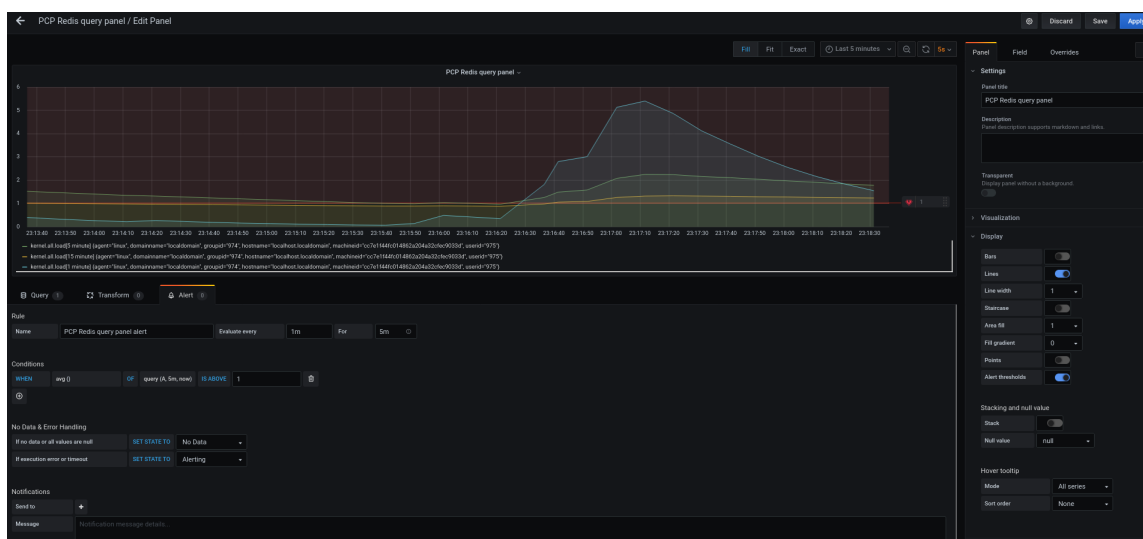 PCP Redis query panel / Edit Panel
Discard Save Apply
Fill Fit Exact Last 5 minutes 5s
PCP Redis query panel
6
5
4
3
2
1
0
1
23:13:40 23:13:50 23:14:00 23:14:10 23:14:20 23:14:30 23:14:40 23:14:50 23:15:00 23:15:10 23:15:20 23:15:30 23:15:40 23:15:50 23:16:00 23:16:10 23:16:20 23:16:30 23:16:40 23:16:50 23:17:00 23:17:10 23:17:20 23:17:30 23:17:40 23:17:50 23:18:00 23:18:10 23:18:20 23:18:30
kernel.all.load[5 minute] {agent="linux", domainname="localdomain", groupid="974", hostname="localhost.localdomain", machineid="cc7e1f44fc014862a204a32cfec9033d", userid="975"}
kernel.all.load[15 minute] {agent="linux", domainname="localdomain", groupid="974", hostname="localhost.localdomain", machineid="cc7e1f44fc014862a204a32cfec9033d", userid="975"}
kernel.all.load[1 minute] {agent="linux", domainname="localdomain", groupid="974", hostname="localhost.localdomain", machineid="cc7e1f44fc014862a204a32cfec9033d", userid="975"}
Query 1 Transform 0 Alert 0
Rule
Name PCP Redis query panel alert Evaluate every 1m For 5m
Conditions
WHEN avg () OF query (A, 5m, now) IS ABOVE 1
No Data & Error Handling
If no data or all values are null SET STATE TO No Data
If execution error or timeout SET STATE TO Alerting
Notifications
Send to
Message Notification message details...
Panel Field Overrides
Settings
Panel title
PCP Redis query panel
Description
Panel description supports markdown and links.
Transparent
Display panel without a background.
Visualization
Display
Bars
Lines
Line width 1
Staircase
Area fill 1
Fill gradient 0
Points
Alert thresholds
Stacking and null value
Stack
Null value null
Hover tooltip
Mode All series
Sort order None